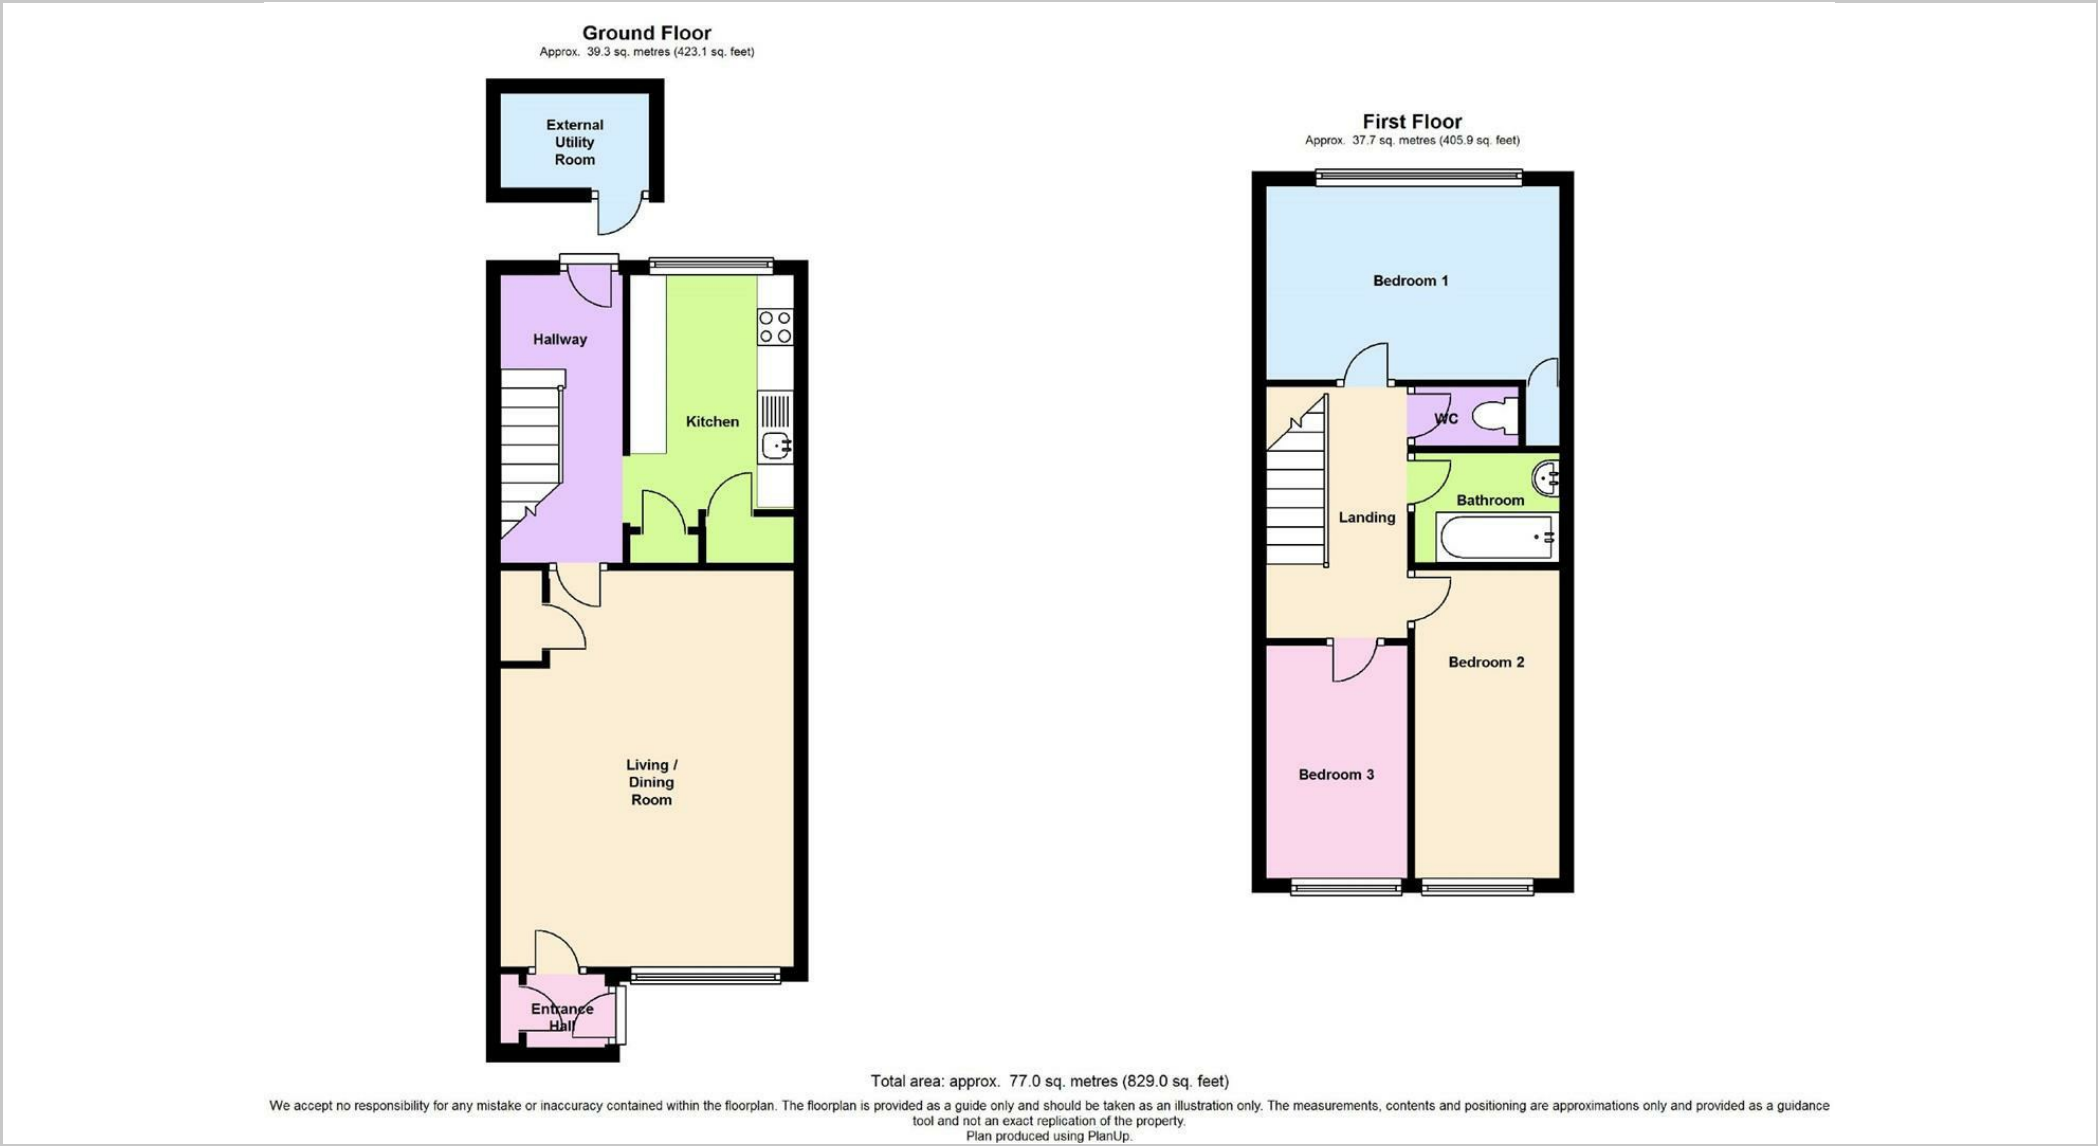 Ground Floor
Approx. 39.3 sq. metres (423.1 sq. feet)
External
Utility
Room
Hallway
Kitchen
Living /
Dining
Room
Entrance
Hall
First Floor
Approx. 37.7 sq. metres (405.9 sq. feet)
Bedroom 1
WC
Bathroom
Landing
Bedroom 2
Bedroom 3
Total area: approx. 77.0 sq. metres (829.0 sq. feet)
We accept no responsibility for any mistake or inaccuracy contained within the floorplan. The floorplan is provided as a guide only and should be taken as an illustration only. The measurements, contents and positioning are approximations only and provided as a guidance
tool and not an exact replication of the property.
Plan produced using PlanUp.